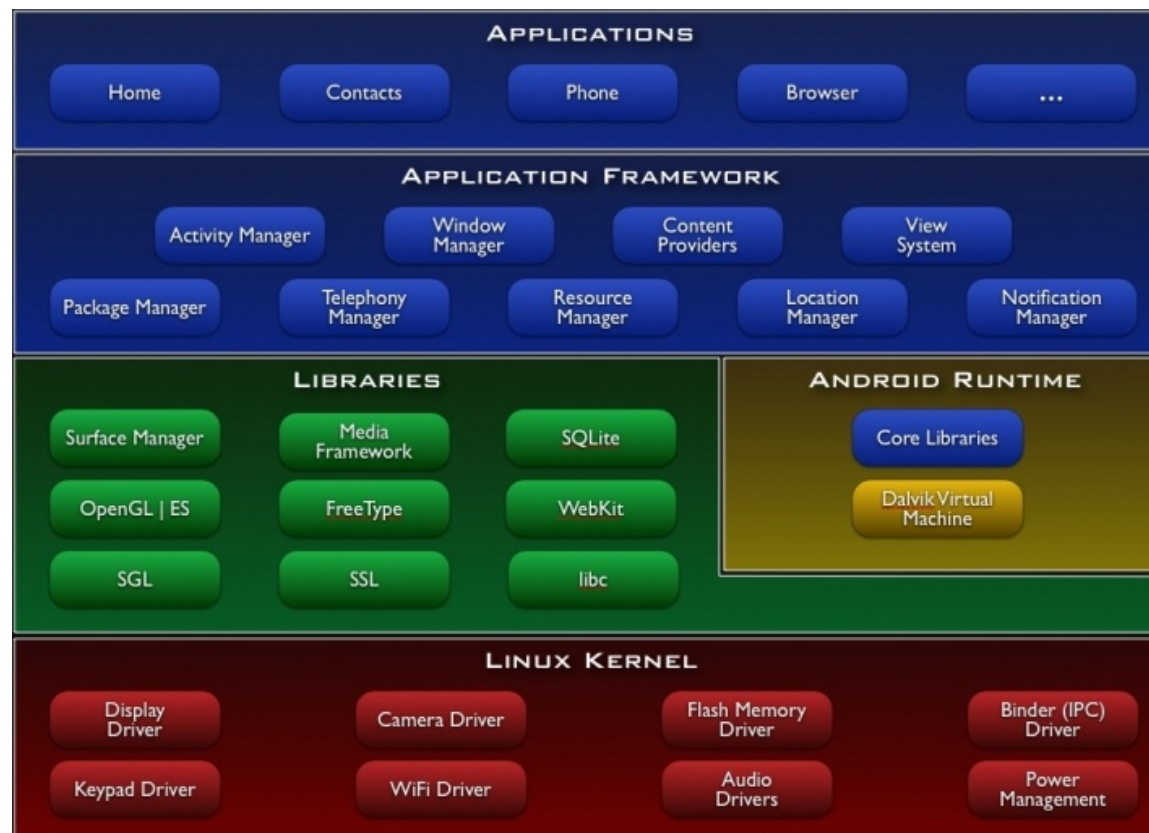 APPLICATIONS
Home
Contacts
Phone
Browser
...
APPLICATION FRAMEWORK
Activity Manager
Window
Manager
Content
Providers
View
System
Package Manager
Telephony
Manager
Resource
Manager
Location
Manager
Notification
Manager
LIBRARIES
Surface Manager
Media
Framework
SQLite
OpenGL | ES
FreeType
WebKit
SGL
SSL
libc
ANDROID RUNTIME
Core Libraries
Dalvik Virtual
Machine
LINUX KERNEL
Display
Driver
Camera Driver
Flash Memory
Driver
Binder (IPC)
Driver
Keypad Driver
WiFi Driver
Audio
Drivers
Power
Management